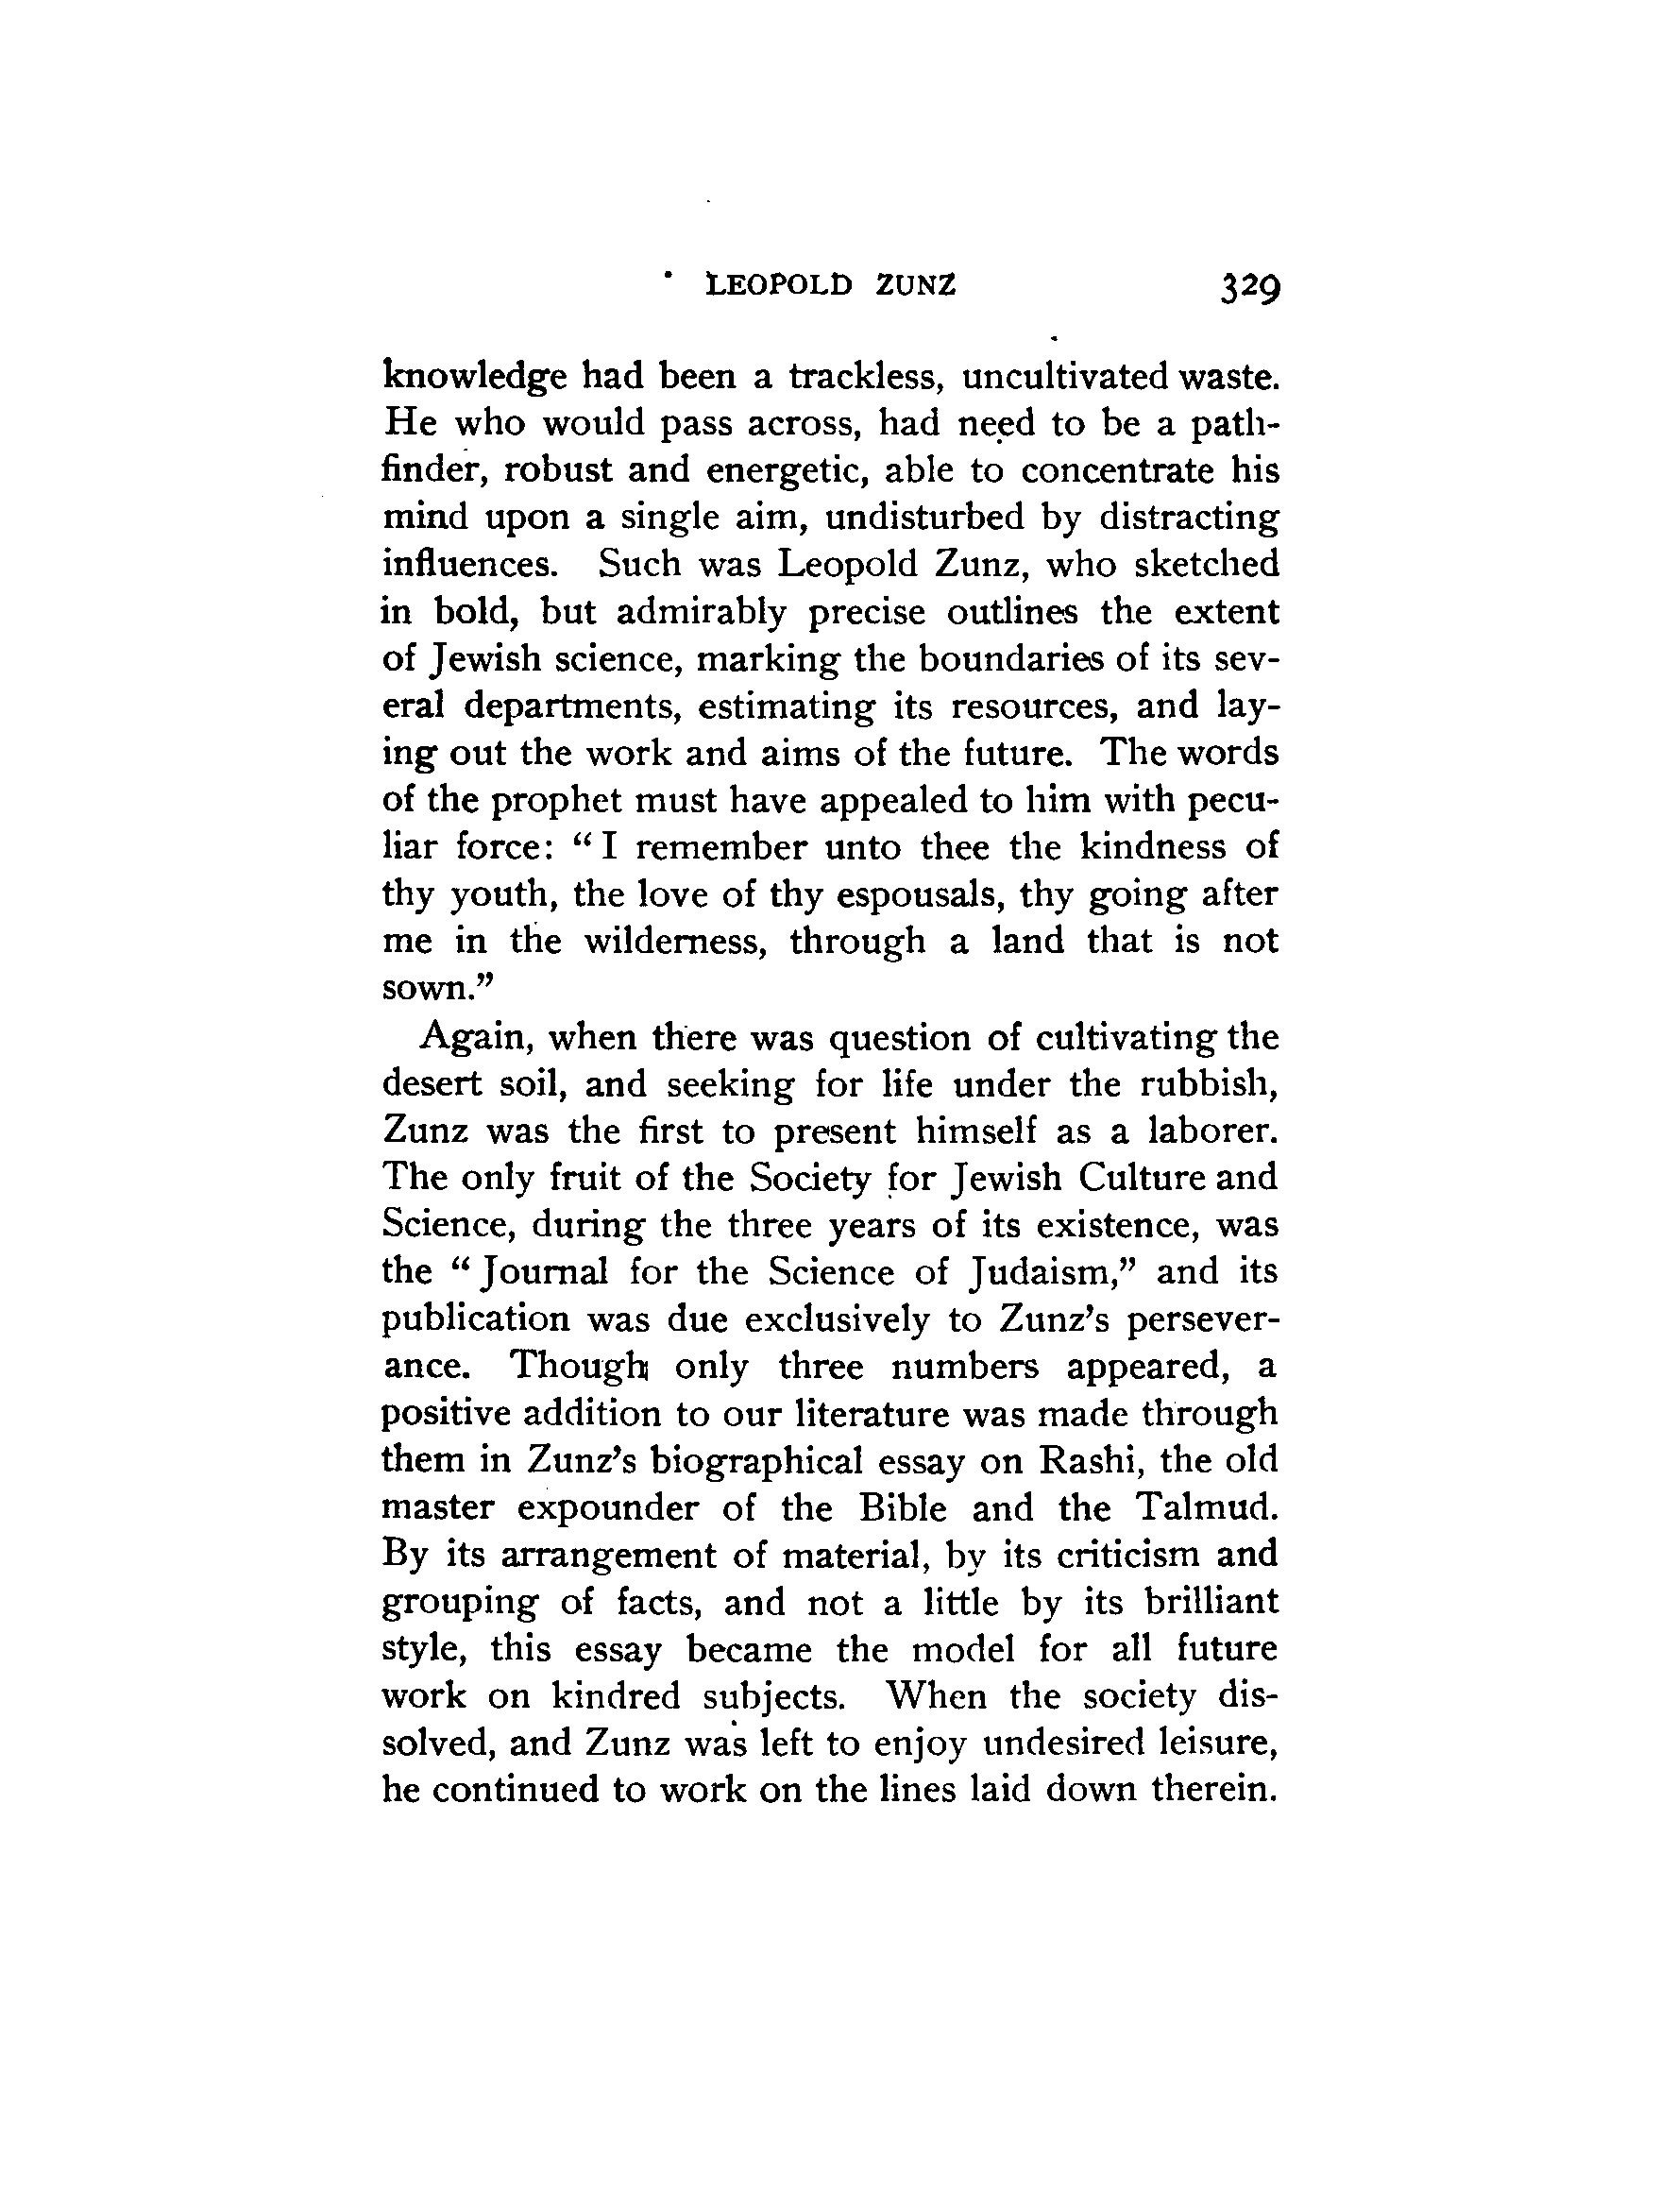 LEOPOLD ZUNZ 329
knowledge had been a trackless, uncultivated waste.
He who would pass across, had need to be a path-
finder, robust and energetic, able to concentrate his
mind upon a single aim, undisturbed by distracting
influences. Such was Leopold Zunz, who sketched
in bold, but admirably precise outlines the extent
of Jewish science, marking the boundaries of its sev-
eral departments, estimating its resources, and lay-
ing out the work and aims of the future. The words
of the prophet must have appealed to him with pecu-
liar force: “I remember unto thee the kindness of
thy youth, the love of thy espousals, thy going after
me in the wilderness, through a land that is not
sown.”
Again, when there was question of cultivating the
desert soil, and seeking for life under the rubbish,
Zunz was the first to present himself as a laborer.
The only fruit of the Society for Jewish Culture and
Science, during the three years of its existence, was
the “Journal for the Science of Judaism,” and its
publication was due exclusively to Zunz’s persever-
ance. Though only three numbers appeared, a
positive addition to our literature was made through
them in Zunz’s biographical essay on Rashi, the old
master expounder of the Bible and the Talmud.
By its arrangement of material, by its criticism and
grouping of facts, and not a little by its brilliant
style, this essay became the model for all future
work on kindred subjects. When the society dis-
solved, and Zunz was left to enjoy undesired leisure,
he continued to work on the lines laid down therein.